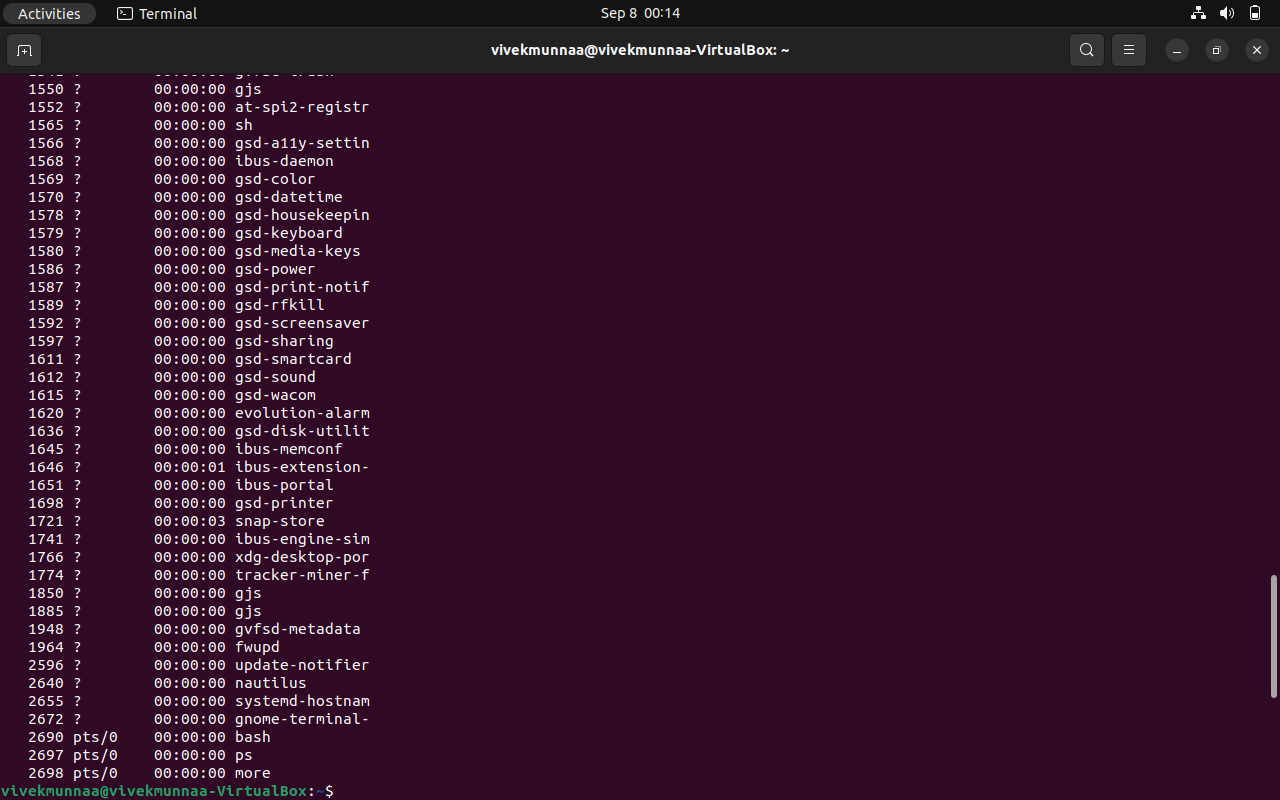 Activities
Terminal
Sep 8 00:14
vivekmunnaa@vivekmunnaa-VirtualBox: ~
1550 ? 00:00:00 gjs
1552 ? 00:00:00 at-spi2-registr
1565 ? 00:00:00 sh
1566 ? 00:00:00 gsd-a11y-settin
1568 ? 00:00:00 ibus-daemon
1569 ? 00:00:00 gsd-color
1570 ? 00:00:00 gsd-datetime
1578 ? 00:00:00 gsd-housekeepin
1579 ? 00:00:00 gsd-keyboard
1580 ? 00:00:00 gsd-media-keys
1586 ? 00:00:00 gsd-power
1587 ? 00:00:00 gsd-print-notif
1589 ? 00:00:00 gsd-rfkill
1592 ? 00:00:00 gsd-screensaver
1597 ? 00:00:00 gsd-sharing
1611 ? 00:00:00 gsd-smartcard
1612 ? 00:00:00 gsd-sound
1615 ? 00:00:00 gsd-wacom
1620 ? 00:00:00 evolution-alarm
1636 ? 00:00:00 gsd-disk-utilit
1645 ? 00:00:00 ibus-memconf
1646 ? 00:00:01 ibus-extension-
1651 ? 00:00:00 ibus-portal
1698 ? 00:00:00 gsd-printer
1721 ? 00:00:03 snap-store
1741 ? 00:00:00 ibus-engine-sim
1766 ? 00:00:00 xdg-desktop-por
1774 ? 00:00:00 tracker-miner-f
1850 ? 00:00:00 gjs
1885 ? 00:00:00 gjs
1948 ? 00:00:00 gvfsd-metadata
1964 ? 00:00:00 fwupd
2596 ? 00:00:00 update-notifier
2640 ? 00:00:00 nautilus
2655 ? 00:00:00 systemd-hostnam
2672 ? 00:00:00 gnome-terminal-
2690 pts/0 00:00:00 bash
2697 pts/0 00:00:00 ps
2698 pts/0 00:00:00 more
vivekmunnaa@vivekmunnaa-VirtualBox:~$